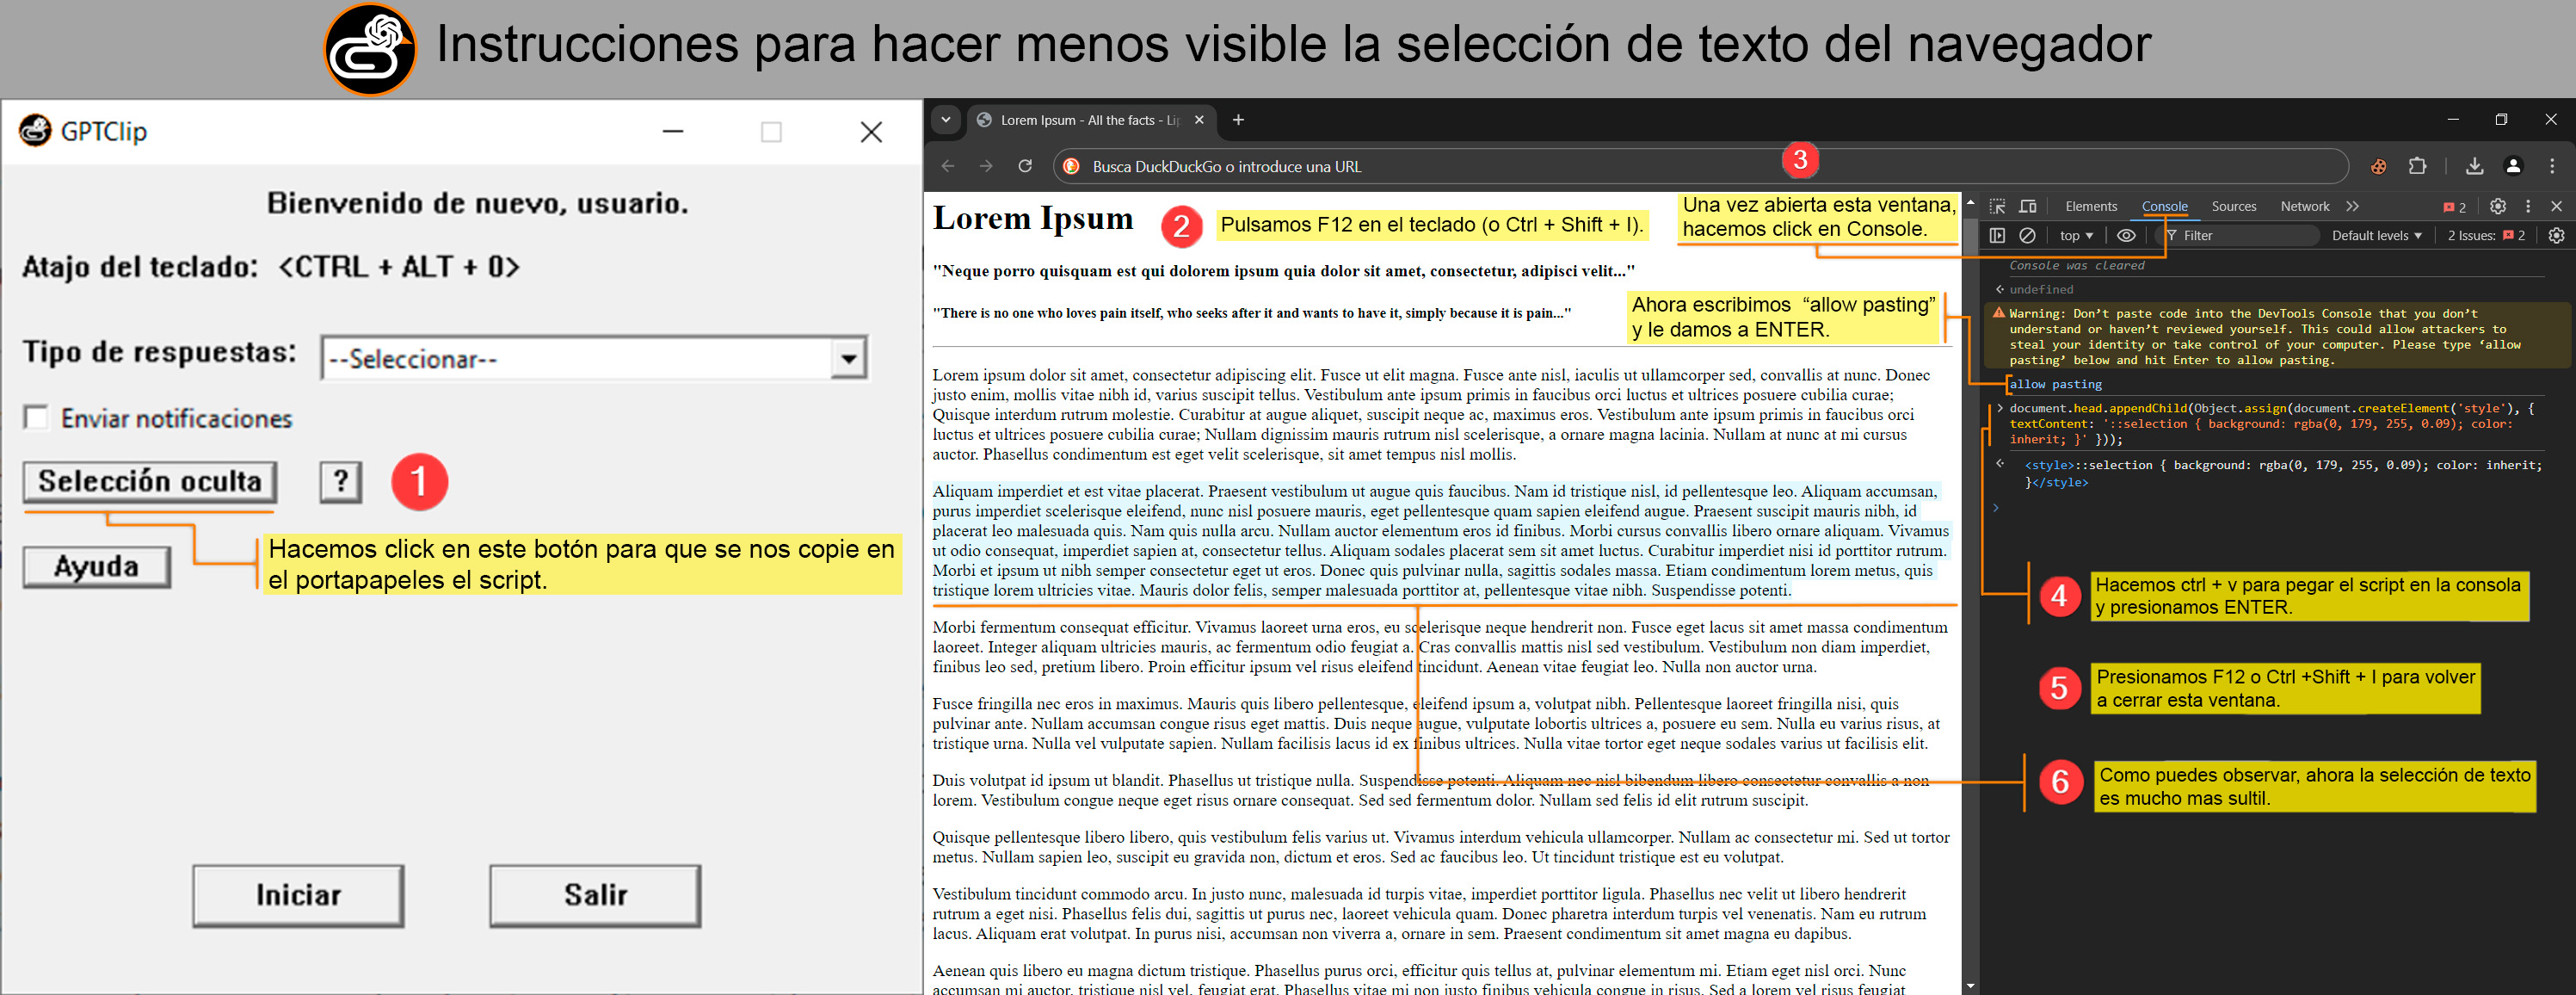 Instrucciones para hacer menos visible la selección de texto del navegador
GPTClip
Bienvenido de nuevo, usuario.
Atajo del teclado: <CTRL + ALT + 0>
Tipo de respuestas: --Seleccionar--
Enviar notificaciones
Selección oculta ? 1
Hacemos click en este botón para que se nos copie en
el portapapeles el script.
Ayuda
Iniciar Salir
Lorem Ipsum - All the facts - Lip
Busca DuckDuckGo o introduce una URL
3
Lorem Ipsum
2 Pulsamos F12 en el teclado (o Ctrl + Shift + I).
Una vez abierta esta ventana,
hacemos click en Console.
"Neque porro quisquam est qui dolorem ipsum quia dolor sit amet, consectetur, adipisci velit..."
"There is no one who loves pain itself, who seeks after it and wants to have it, simply because it is pain..."
Ahora escribimos “allow pasting”
y le damos a ENTER.
Lorem ipsum dolor sit amet, consectetur adipiscing elit. Fusce ut elit magna. Fusce ante nisl, iaculis ut ullamcorper sed, convallis at nunc. Donec
justo enim, mollis vitae nibh id, varius suscipit tellus. Vestibulum ante ipsum primis in faucibus orci luctus et ultrices posuere cubilia curae;
Quisque interdum rutrum molestie. Curabitur at augue aliquet, suscipit neque ac, maximus eros. Vestibulum ante ipsum primis in faucibus orci
luctus et ultrices posuere cubilia curae; Nullam dignissim mauris rutrum nisl scelerisque, a ornare magna lacinia. Nullam at nunc at mi cursus
auctor. Phasellus condimentum est eget velit scelerisque, sit amet tempus nisl mollis.
Aliquam imperdiet et est vitae placerat. Praesent vestibulum ut augue quis faucibus. Nam id tristique nisl, id pellentesque leo. Aliquam accumsan,
purus imperdiet scelerisque eleifend, nunc nisl posuere mauris, eget pellentesque quam sapien eleifend augue. Praesent suscipit mauris nibh, id
placerat leo malesuada quis. Nam quis nulla arcu. Nullam auctor elementum eros id finibus. Morbi cursus convallis libero ornare aliquam. Vivamus
ut odio consequat, imperdiet sapien at, consectetur tellus. Aliquam sodales placerat sem sit amet luctus. Curabitur imperdiet nisi id porttitor rutrum.
Morbi et ipsum ut nibh semper consectetur eget ut eros. Donec quis pulvinar nulla, sagittis sodales massa. Etiam condimentum lorem metus, quis
tristique lorem ultricies vitae. Mauris dolor felis, semper malesuada porttitor at, pellentesque vitae nibh. Suspendisse potenti.
Morbi fermentum consequat efficitur. Vivamus laoreet urna eros, eu scelerisque neque hendrerit non. Fusce eget lacus sit amet massa condimentum
laoreet. Integer aliquam ultricies mauris, ac fermentum odio feugiat a. Cras convallis mattis nisl sed vestibulum. Vestibulum non diam imperdiet,
finibus leo sed, pretium libero. Proin efficitur ipsum vel risus eleifend tincidunt. Aenean vitae feugiat leo. Nulla non auctor urna.
Fusce fringilla nec eros in maximus. Mauris quis libero pellentesque, eleifend ipsum a, volutpat nibh. Pellentesque laoreet fringilla nisi, quis
pulvinar ante. Nullam accumsan congue risus eget mattis. Duis neque augue, vulputate lobortis ultrices a, posuere eu sem. Nulla eu varius risus, at
tristique urna. Nulla vel vulputate sapien. Nullam facilisis lacus id ex finibus ultrices. Nulla vitae tortor eget neque sodales varius ut facilisis elit.
Duis volutpat id ipsum ut blandit. Phasellus ut tristique nulla. Suspendisse potenti. Aliquam nec nisl bibendum libero consectetur convallis a non
lorem. Vestibulum congue neque eget risus ornare consequat. Sed sed fermentum dolor. Nullam sed felis id elit rutrum suscipit.
Quisque pellentesque libero libero, quis vestibulum felis varius ut. Vivamus interdum vehicula ullamcorper. Nullam ac consectetur mi. Sed ut tortor
metus. Nullam sapien leo, suscipit eu gravida non, dictum et eros. Sed ac faucibus leo. Ut tincidunt tristique est eu volutpat.
Vestibulum tincidunt commodo arcu. In justo nunc, malesuada id turpis vitae, imperdiet porttitor ligula. Phasellus nec velit ut libero hendrerit
rutrum a eget nisi. Phasellus felis dui, sagittis ut purus nec, laoreet vehicula quam. Donec pharetra interdum turpis vel venenatis. Nam eu rutrum
lacus. Aliquam erat volutpat. In purus nisi, accumsan non viverra a, ornare in sem. Praesent condimentum sit amet magna eu dapibus.
Aenean quis libero eu magna dictum tristique. Phasellus purus orci, efficitur quis tellus at, pulvinar elementum mi. Etiam eget nisl orci. Nunc
accumsan mi auctor, tristique nisl vel, feugiat erat. Phasellus vitae mi non justo finibus vehicula congue in risus. Sed a lorem vel risus feugiat
Elements Console Sources Network 2
top Filter Default levels 2 Issues: 2
Console was cleared
undefined
Warning: Don’t paste code into the DevTools Console that you don’t
understand or haven’t reviewed yourself. This could allow attackers to
steal your identity or take control of your computer. Please type ‘allow
pasting’ below and hit Enter to allow pasting.
allow pasting
document.head.appendChild(Object.assign(document.createElement('style'), {
textContent: '::selection { background: rgba(0, 179, 255, 0.09); color:
inherit; }' }));
<style>::selection { background: rgba(0, 179, 255, 0.09); color: inherit;
}</style>
4 Hacemos ctrl + v para pegar el script en la consola
y presionamos ENTER.
5 Presionamos F12 o Ctrl +Shift + I para volver
a cerrar esta ventana.
6 Como puedes observar, ahora la selección de texto
es mucho mas sultil.